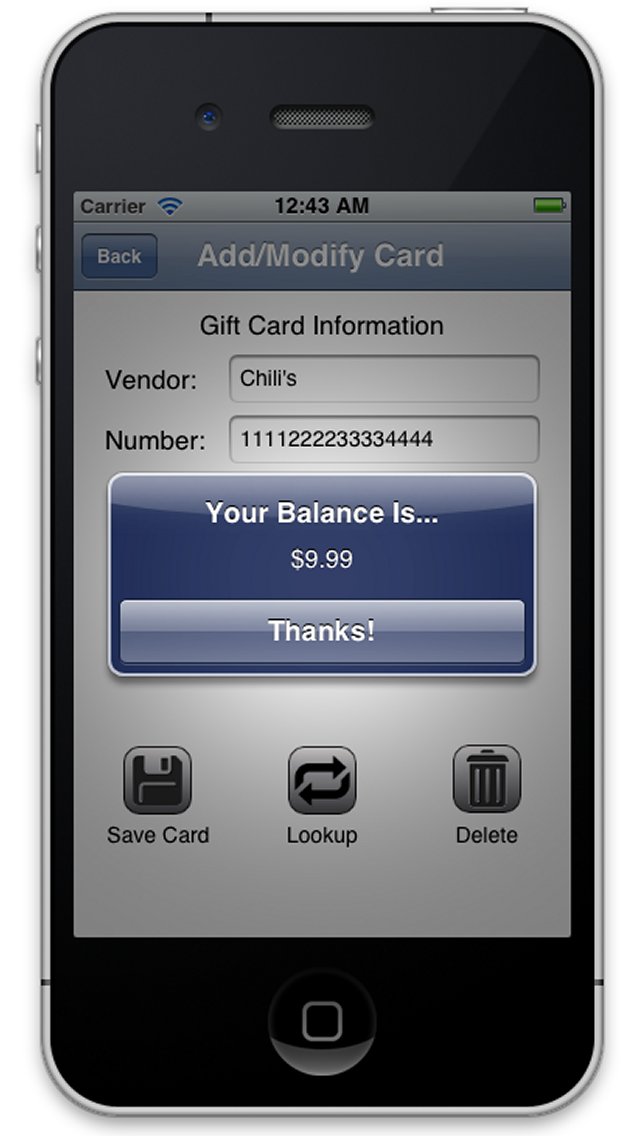 Carrier 12:43 AM
Back Add/Modify Card
Gift Card Information
Vendor: Chili's
Number: 1111222233334444
Your Balance Is...
$9.99
Thanks!
Save Card Lookup Delete